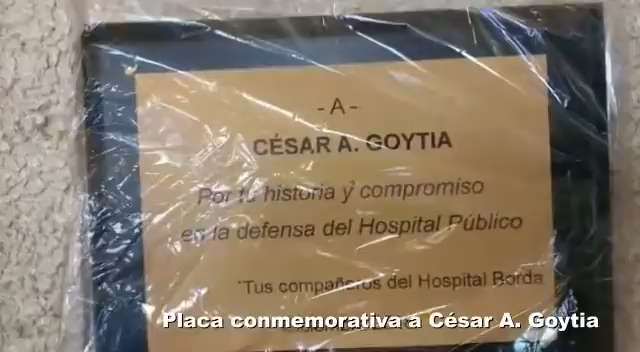 - A -
CÉSAR A. GOYTIA
Por tu historia y compromiso
en la defensa del Hospital Público
"Tus compañeros del Hospital Borda
Placa conmemorativa a César A. Goytia